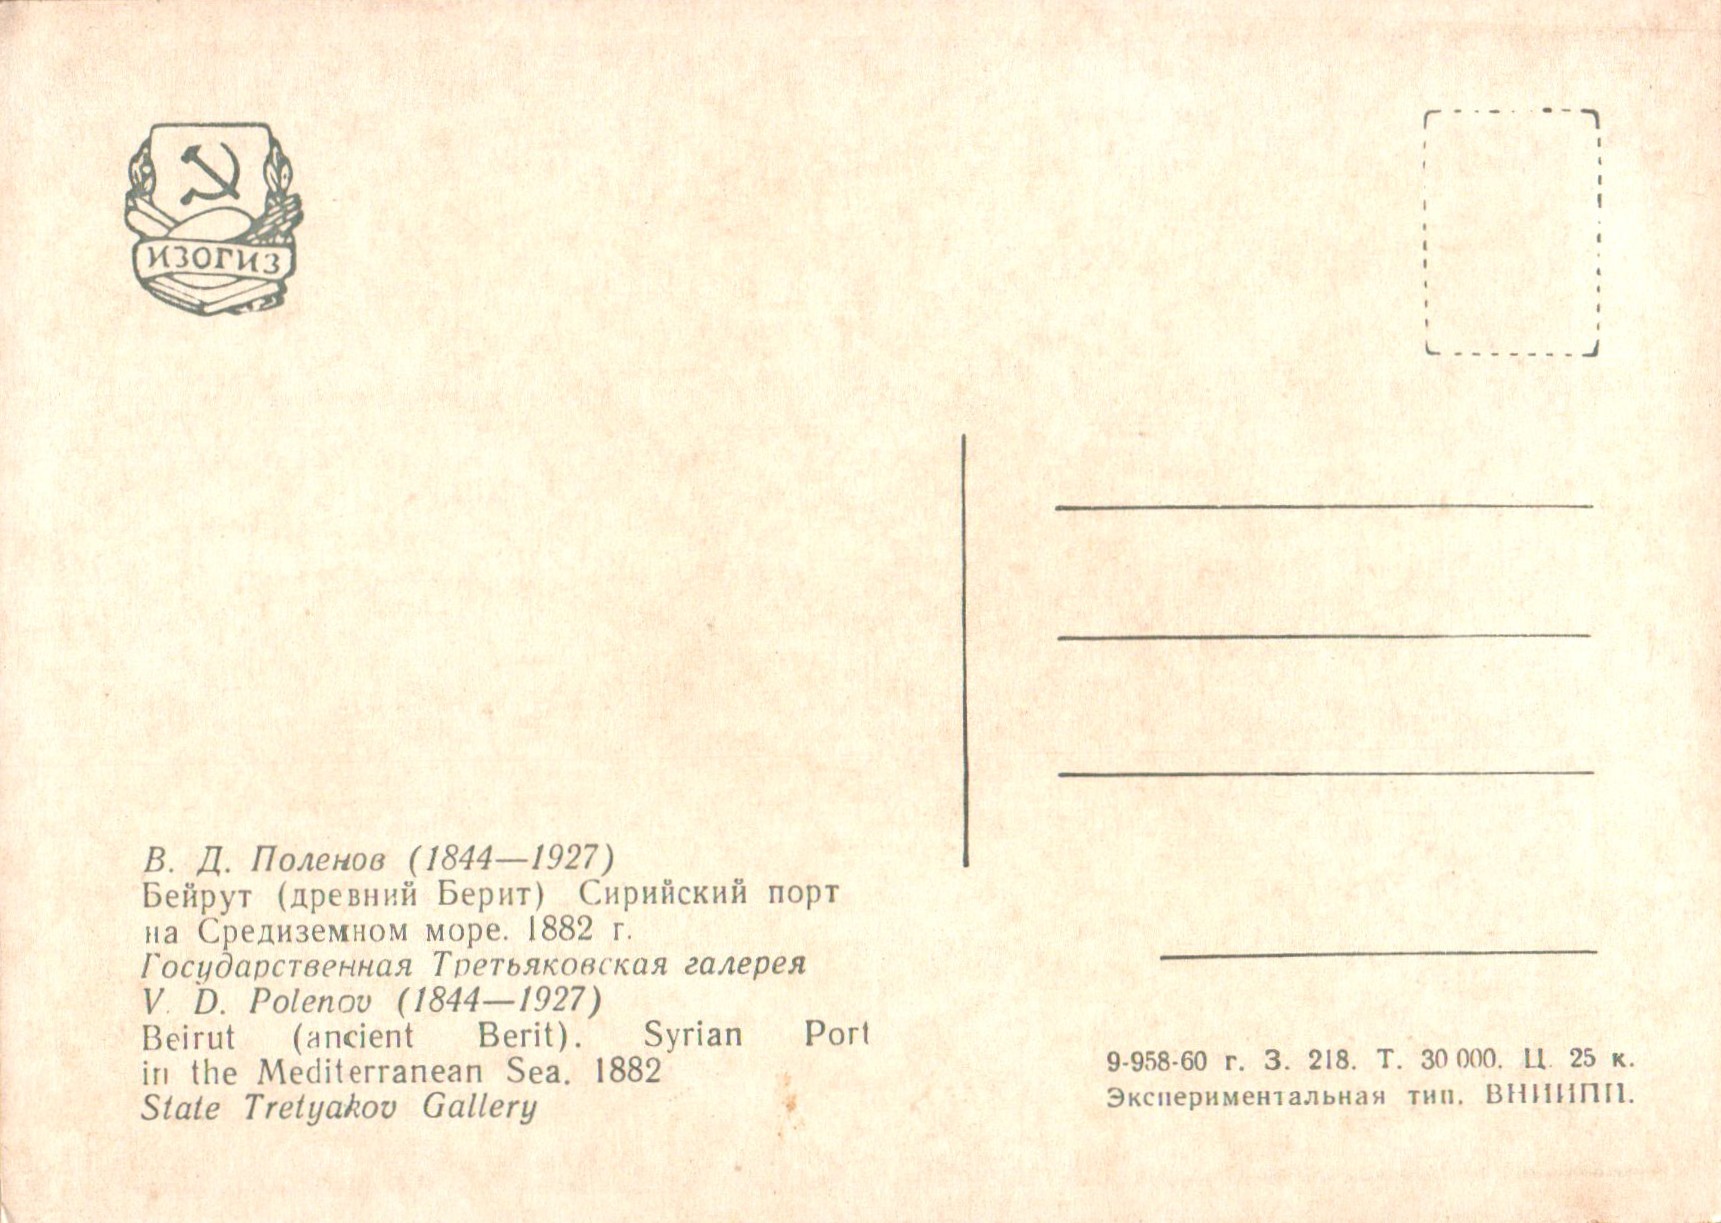 ИЗОГИЗ
В. Д. Поленов (1844—1927)
Бейрут (древний Берит) Сирийский порт
на Средиземном море. 1882 г.
Государственная Третьяковская галерея
V. D. Polenov (1844—1927)
Beirut (ancient Berit). Syrian Port
in the Mediterranean Sea. 1882
State Tretyakov Gallery
9-958-60 г. З. 218. Т. 30 000. Ц. 25 к.
Экспериментальная тип. ВНИИПП.